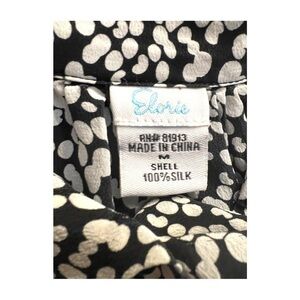 Elorie
RN# 81913
MADE IN CHINA
M
SHELL
100% SILK